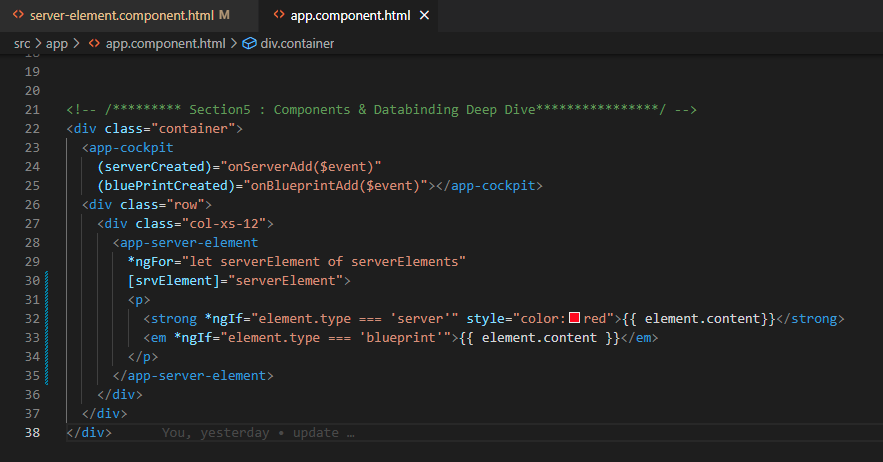 server-element.component.html M
app.component.html ×
src > app > app.component.html > div.container
18
19
20
21 <!-- /********* Section5 : Components & Databinding Deep Dive****************/ -->
22 <div class="container">
23 <app-cockpit
24 (serverCreated)="onServerAdd($event)"
25 (bluePrintCreated)="onBlueprintAdd($event)"></app-cockpit>
26 <div class="row">
27 <div class="col-xs-12">
28 <app-server-element
29 *ngFor="let serverElement of serverElements"
30 [srvElement]="serverElement">
31 <p>
32 <strong *ngIf="element.type === 'server'" style="color:red">{{ element.content}}</strong>
33 <em *ngIf="element.type === 'blueprint'">{{ element.content }}</em>
34 </p>
35 </app-server-element>
36 </div>
37 </div>
38 </div> You, yesterday • update …